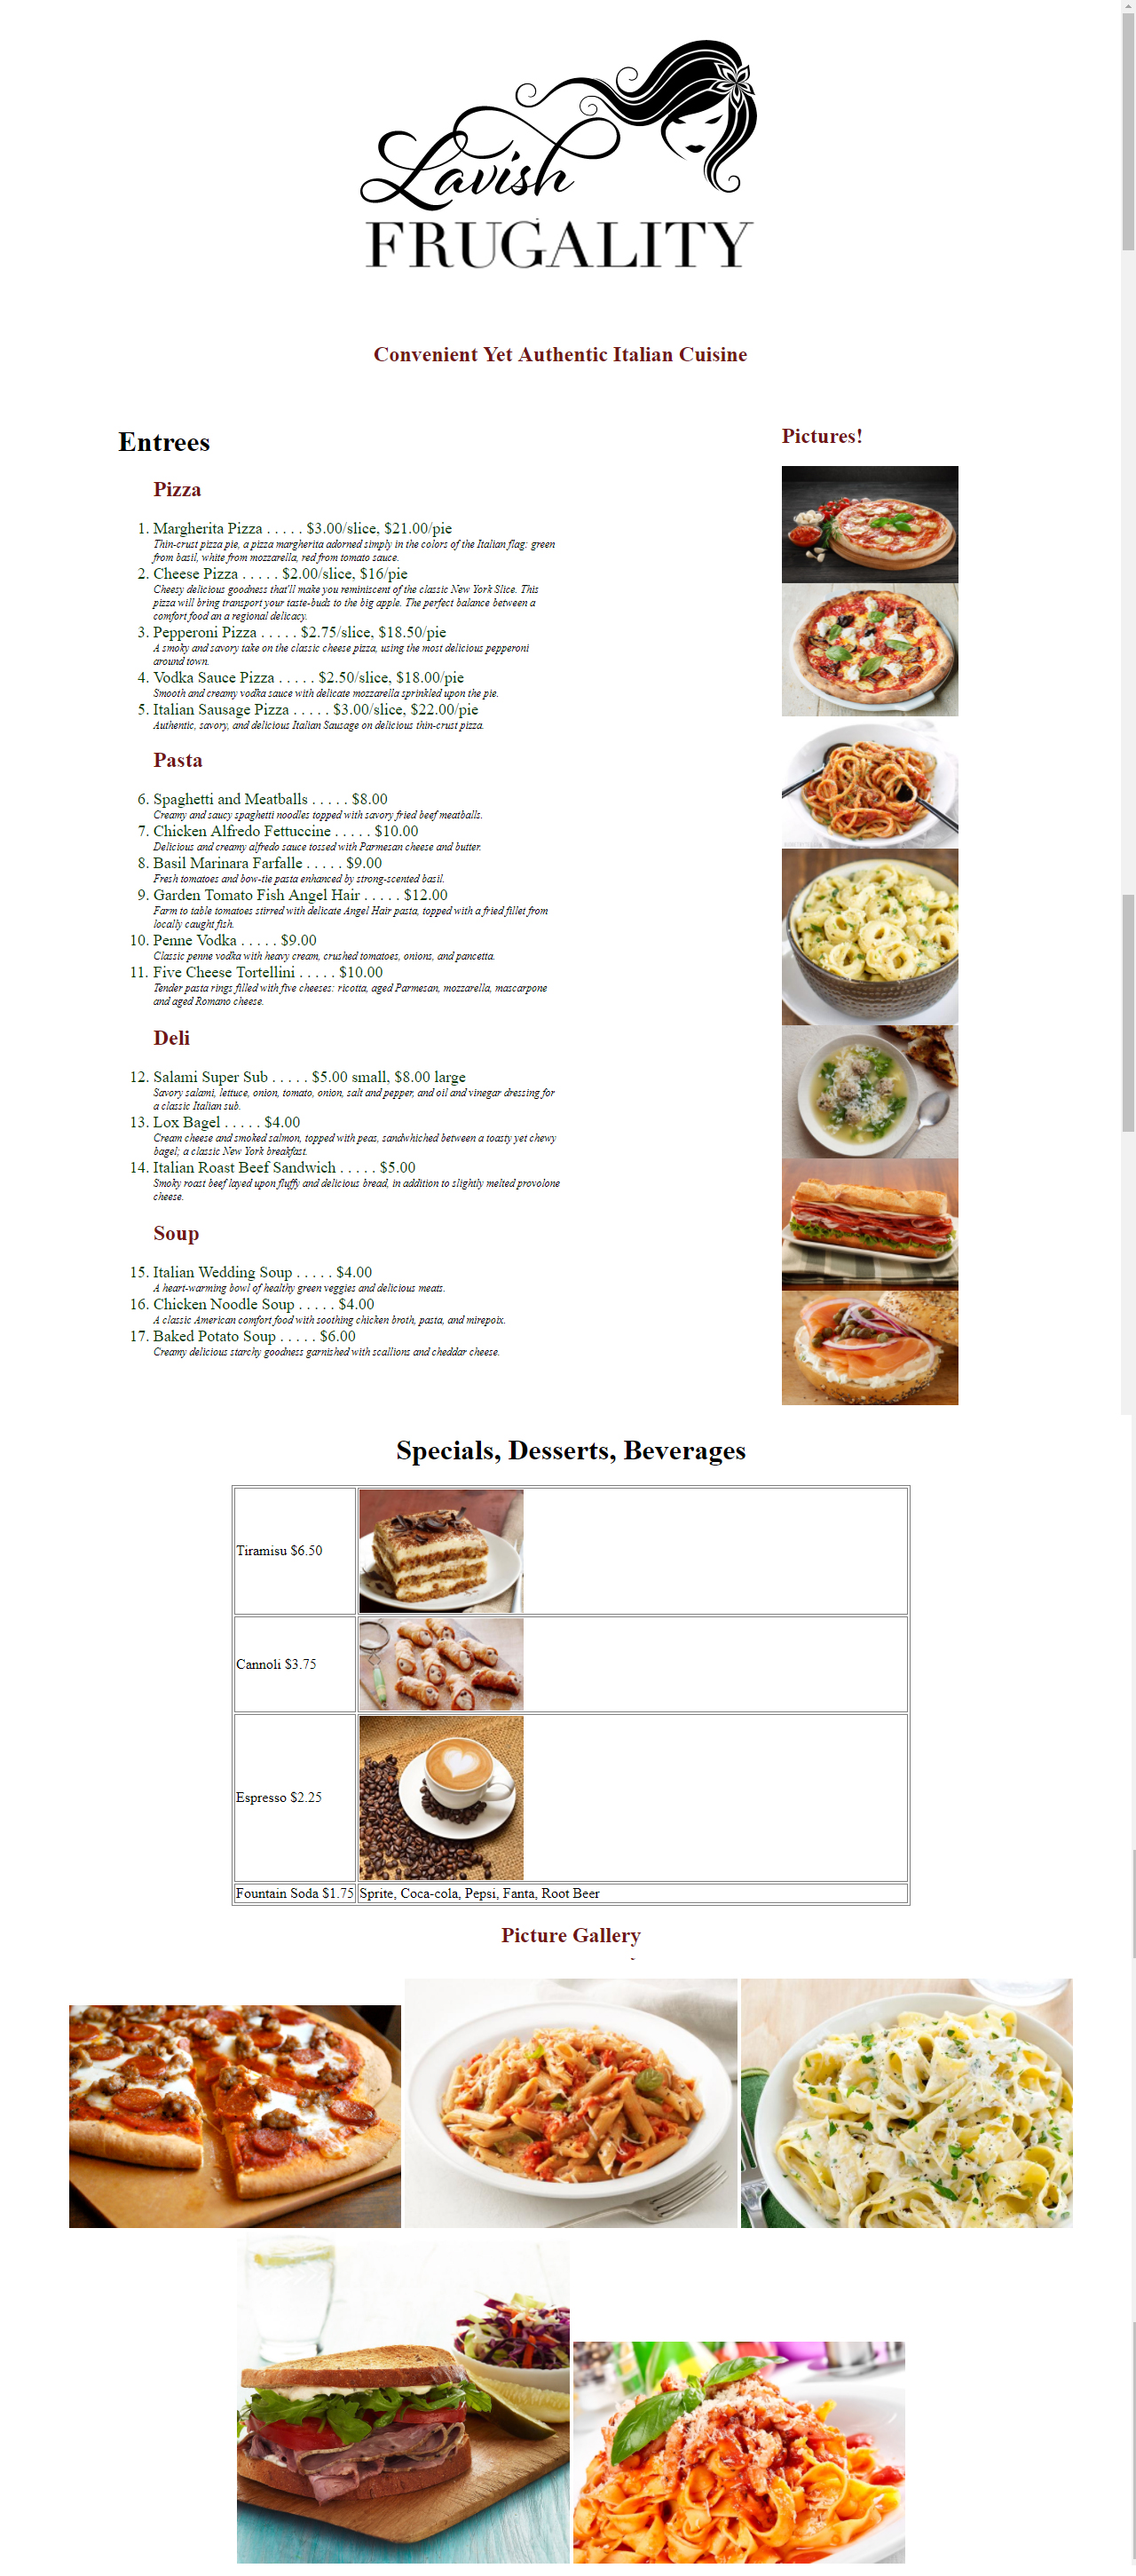 Lavish
FRUGALITY
Convenient Yet Authentic Italian Cuisine
Entrees
Pizza
1. Margherita Pizza . . . . . $3.00/slice, $21.00/pie
Thin-crust pizza pie, a pizza margherita adorned simply in the colors of the Italian flag: green
from basil, white from mozzarella, red from tomato sauce.
2. Cheese Pizza . . . . . $2.00/slice, $16/pie
Cheesy delicious goodness that'll make you reminiscent of the classic New York Slice. This
pizza will bring transport your taste-buds to the big apple. The perfect balance between a
comfort food an a regional delicacy.
3. Pepperoni Pizza . . . . . $2.75/slice, $18.50/pie
A smoky and savory take on the classic cheese pizza, using the most delicious pepperoni
around town.
4. Vodka Sauce Pizza . . . . . $2.50/slice, $18.00/pie
Smooth and creamy vodka sauce with delicate mozzarella sprinkled upon the pie.
5. Italian Sausage Pizza . . . . . $3.00/slice, $22.00/pie
Authentic, savory, and delicious Italian Sausage on delicious thin-crust pizza.
Pasta
6. Spaghetti and Meatballs . . . . . $8.00
Creamy and saucy spaghetti noodles topped with savory fried beef meatballs.
7. Chicken Alfredo Fettuccine . . . . . $10.00
Delicious and creamy alfredo sauce tossed with Parmesan cheese and butter.
8. Basil Marinara Farfalle . . . . . $9.00
Fresh tomatoes and bow-tie pasta enhanced by strong-scented basil.
9. Garden Tomato Fish Angel Hair . . . . . $12.00
Farm to table tomatoes stirred with delicate Angel Hair pasta, topped with a fried fillet from
locally caught fish.
10. Penne Vodka . . . . . $9.00
Classic penne vodka with heavy cream, crushed tomatoes, onions, and pancetta.
11. Five Cheese Tortellini . . . . . $10.00
Tender pasta rings filled with five cheeses: ricotta, aged Parmesan, mozzarella, mascarpone
and aged Romano cheese.
Deli
12. Salami Super Sub . . . . . $5.00 small, $8.00 large
Savory salami, lettuce, onion, tomato, onion, salt and pepper, and oil and vinegar dressing for
a classic Italian sub.
13. Lox Bagel . . . . . $4.00
Cream cheese and smoked salmon, topped with peas, sandwhiched between a toasty yet chewy
bagel; a classic New York breakfast.
14. Italian Roast Beef Sandwich . . . . . $5.00
Smoky roast beef layed upon fluffy and delicious bread, in addition to slightly melted provolone
cheese.
Soup
15. Italian Wedding Soup . . . . . $4.00
A heart-warming bowl of healthy green veggies and delicious meats.
16. Chicken Noodle Soup . . . . . $4.00
A classic American comfort food with soothing chicken broth, pasta, and mirepoix.
17. Baked Potato Soup . . . . . $6.00
Creamy delicious starchy goodness garnished with scallions and cheddar cheese.
Pictures!
Specials, Desserts, Beverages
Tiramisu $6.50
Cannoli $3.75
Espresso $2.25
Fountain Soda $1.75 Sprite, Coca-cola, Pepsi, Fanta, Root Beer
Picture Gallery